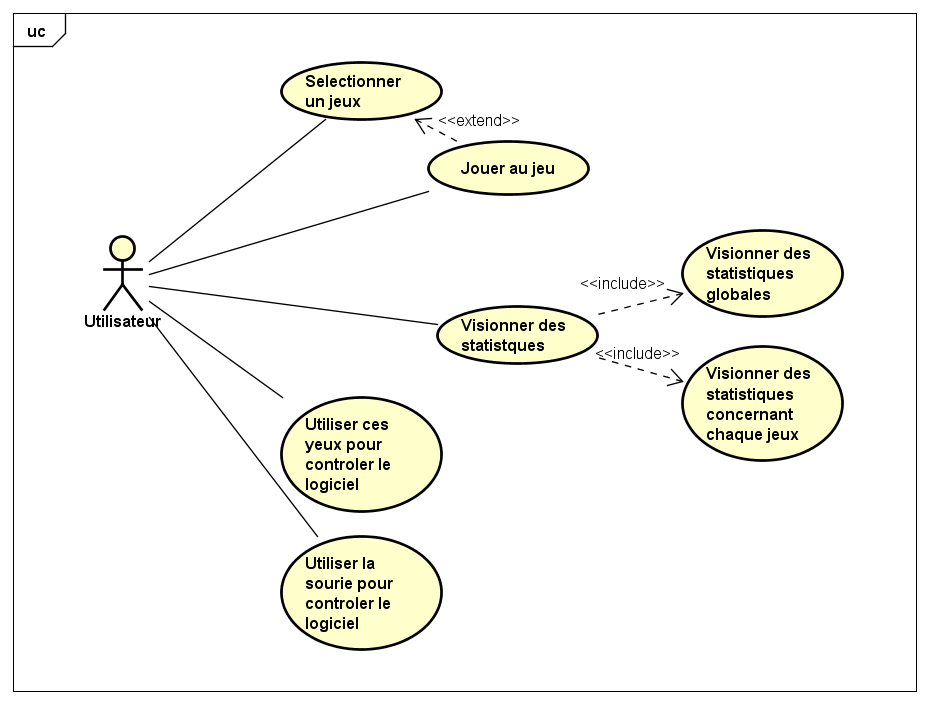 uc
Selectionner
un jeux
<<extend>>
Jouer au jeu
Visionner des
statistiques
globales
<<include>>
Utilisateur
Visionner des
statistques
<<include>>
Visionner des
statistiques
concernant
chaque jeux
Utiliser ces
yeux pour
controler le
logiciel
Utiliser la
sourie pour
controler le
logiciel